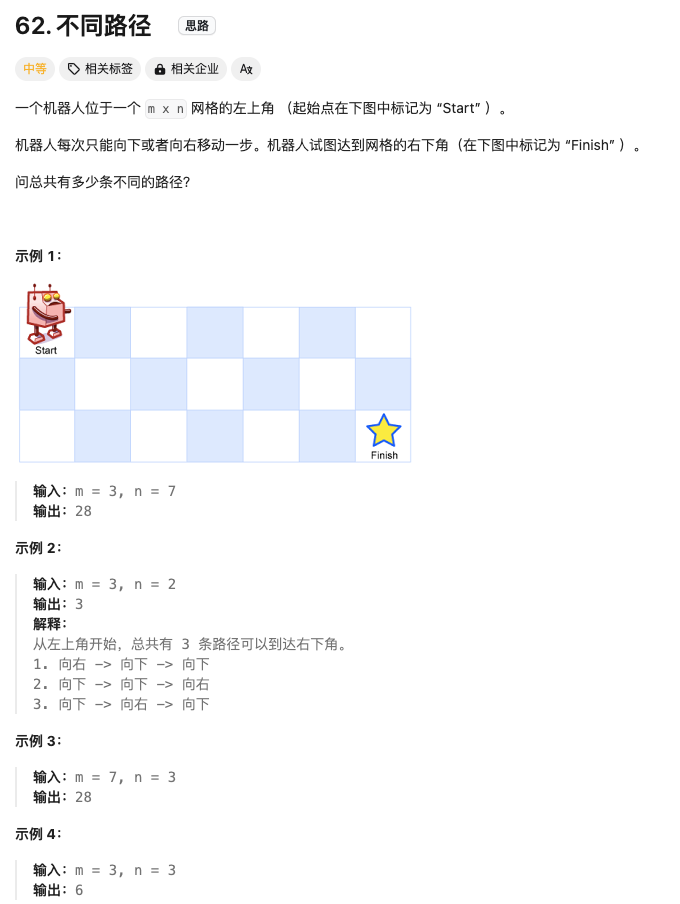 62. 不同路径 思路
中等 相关标签 相关企业 Aあ
一个机器人位于一个 m x n 网格的左上角 （起始点在下图中标记为 “Start” ）。
机器人每次只能向下或者向右移动一步。机器人试图达到网格的右下角（在下图中标记为 “Finish” ）。
问总共有多少条不同的路径？
示例 1：
Start
Finish
输入：m = 3, n = 7
输出：28
示例 2：
输入：m = 3, n = 2
输出：3
解释：
从左上角开始，总共有 3 条路径可以到达右下角。
1. 向右 -> 向下 -> 向下
2. 向下 -> 向下 -> 向右
3. 向下 -> 向右 -> 向下
示例 3：
输入：m = 7, n = 3
输出：28
示例 4：
输入：m = 3, n = 3
输出：6